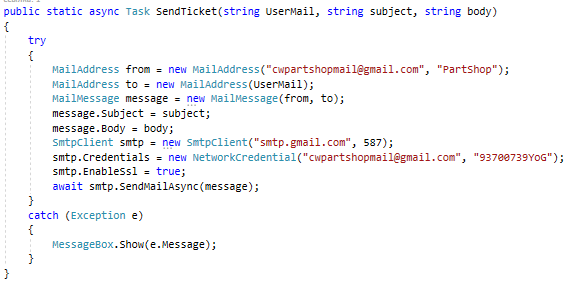 public static async Task SendTicket(string UserMail, string subject, string body)
{
try
{
MailAddress from = new MailAddress("cwpartshopmail@gmail.com", "PartShop");
MailAddress to = new MailAddress(UserMail);
MailMessage message = new MailMessage(from, to);
message.Subject = subject;
message.Body = body;
SmtpClient smtp = new SmtpClient("smtp.gmail.com", 587);
smtp.Credentials = new NetworkCredential("cwpartshopmail@gmail.com", "93700739YoG");
smtp.EnableSsl = true;
await smtp.SendMailAsync(message);
}
catch (Exception e)
{
MessageBox.Show(e.Message);
}
}